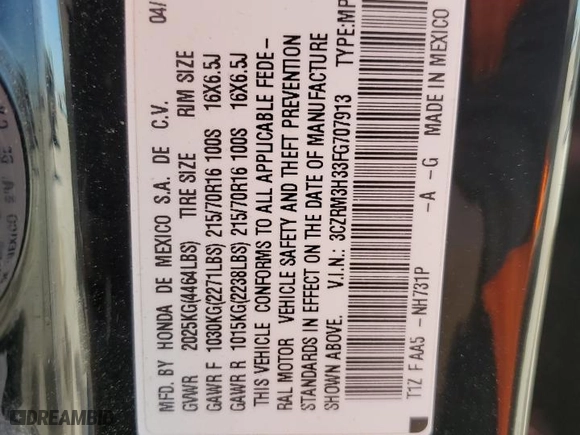 04/
MFD. BY HONDA DE MEXICO S.A. DE C.V.
GVWR 2025KG(4464LBS) TIRE SIZE RIM SIZE
GAWR F 1030KG(2271LBS) 215/70R16 100S 16X6.5J
GAWR R 1015KG(2238LBS) 215/70R16 100S 16X6.5J
THIS VEHICLE CONFORMS TO ALL APPLICABLE FEDE-
RAL MOTOR VEHICLE SAFETY AND THEFT PREVENTION
STANDARDS IN EFFECT ON THE DATE OF MANUFACTURE
SHOWN ABOVE. V.I.N.: 3CZRM3H33FG707913 TYPE:MP
T1Z F AA5 -NH731P -A -G MADE IN MEXICO
DREAMBID